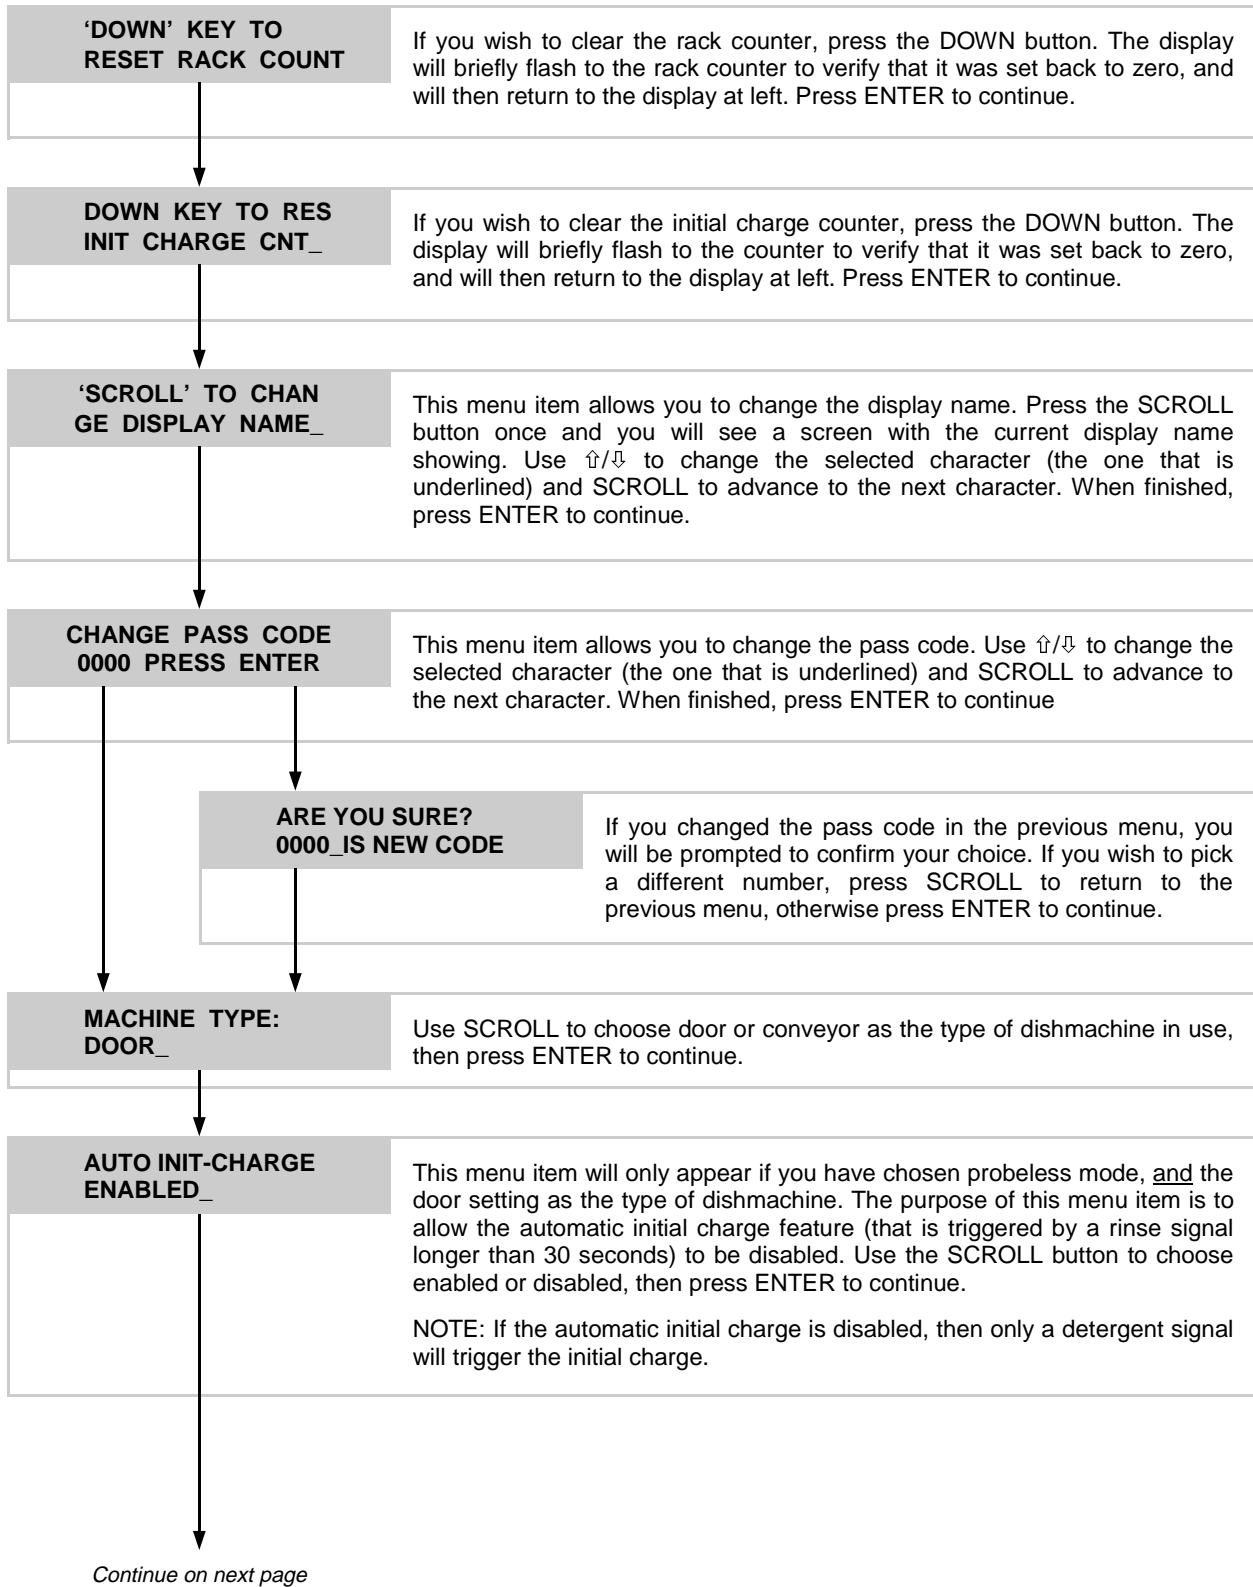 ‘DOWN’ KEY TO
RESET RACK COUNT
If you wish to clear the rack counter, press the DOWN button. The display
will briefly flash to the rack counter to verify that it was set back to zero, and
will then return to the display at left. Press ENTER to continue.
DOWN KEY TO RES
INIT CHARGE CNT_
If you wish to clear the initial charge counter, press the DOWN button. The
display will briefly flash to the counter to verify that it was set back to zero,
and will then return to the display at left. Press ENTER to continue.
‘SCROLL’ TO CHAN
GE DISPLAY NAME_
This menu item allows you to change the display name. Press the SCROLL
button once and you will see a screen with the current display name
showing. Use ⇧/⇩ to change the selected character (the one that is
underlined) and SCROLL to advance to the next character. When finished,
press ENTER to continue.
CHANGE PASS CODE
0000 PRESS ENTER
This menu item allows you to change the pass code. Use ⇧/⇩ to change the
selected character (the one that is underlined) and SCROLL to advance to
the next character. When finished, press ENTER to continue
ARE YOU SURE?
0000_IS NEW CODE
If you changed the pass code in the previous menu, you
will be prompted to confirm your choice. If you wish to pick
a different number, press SCROLL to return to the
previous menu, otherwise press ENTER to continue.
MACHINE TYPE:
DOOR_
Use SCROLL to choose door or conveyor as the type of dishmachine in use,
then press ENTER to continue.
AUTO INIT-CHARGE
ENABLED_
This menu item will only appear if you have chosen probeless mode, and the
door setting as the type of dishmachine. The purpose of this menu item is to
allow the automatic initial charge feature (that is triggered by a rinse signal
longer than 30 seconds) to be disabled. Use the SCROLL button to choose
enabled or disabled, then press ENTER to continue.
NOTE: If the automatic initial charge is disabled, then only a detergent signal
will trigger the initial charge.
Continue on next page